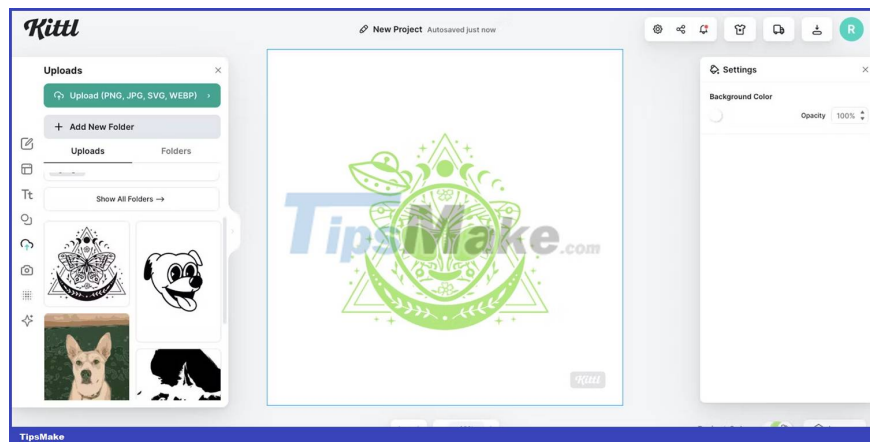 Kittl
New Project Autosaved just now
R
Uploads
Upload (PNG, JPG, SVG, WEBP)
+ Add New Folder
Uploads Folders
Show All Folders →
Tt
Settings
Background Color
Opacity 100%
TipsMake.com
Kittl
TipsMake